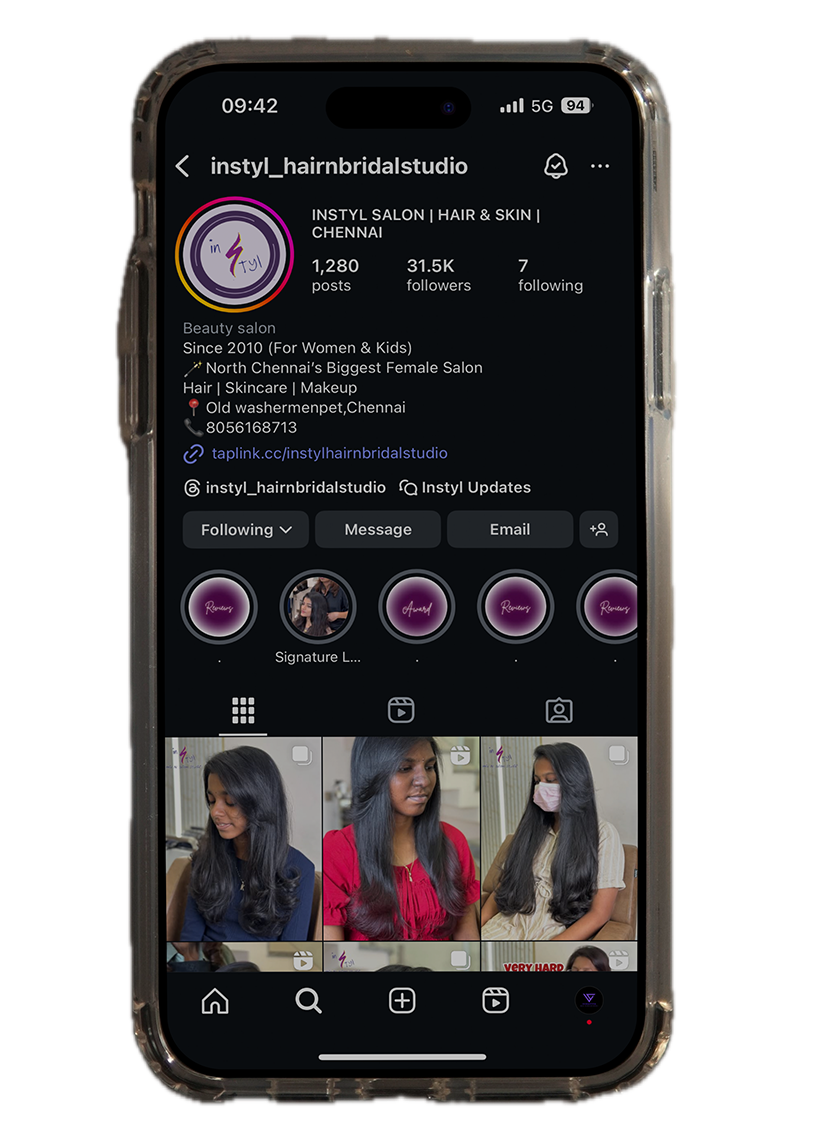 09:42
5G 94
instyl_hairnbridalstudio
INSTYL SALON | HAIR & SKIN |
CHENNAI
in
Tyl
1,280 31.5K 7
posts followers following
Beauty salon
Since 2010 (For Women & Kids)
North Chennai’s Biggest Female Salon
Hair | Skincare | Makeup
Old washermenpet,Chennai
8056168713
taplink.cc/instylhairnbridalstudio
instyl_hairnbridalstudio Instyl Updates
Following Message Email
Reviews Award Reviews Reviews
. Signature L... . . .
VERY HARD